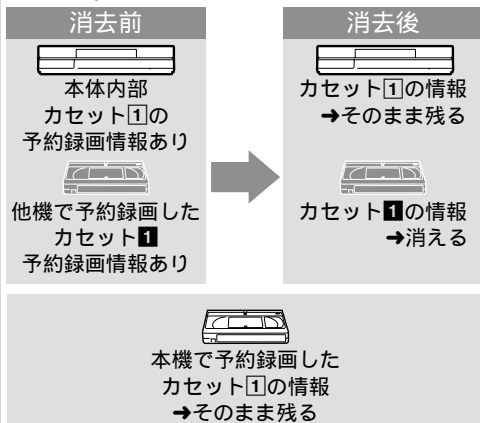 消去前
本体内部
カセット1の
予約録画情報あり
他機で予約録画した
カセット1
予約録画情報あり
消去後
カセット1の情報
➜そのまま残る
カセット1の情報
➜消える
本機で予約録画した
カセット1の情報
➜そのまま残る